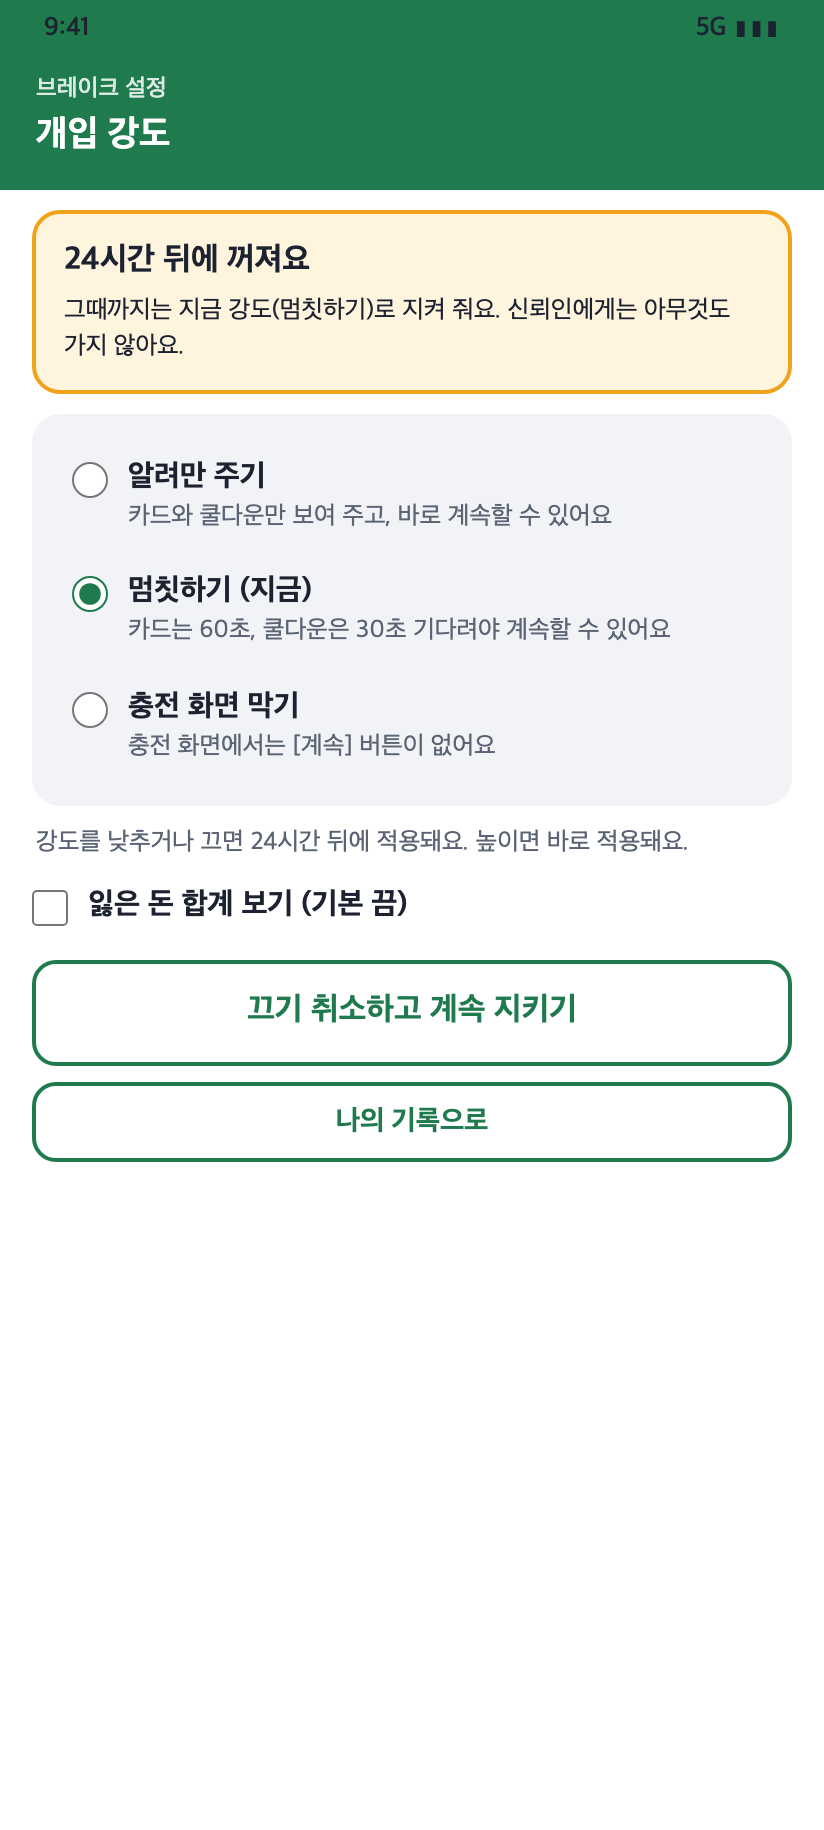 9:41
5G
브레이크 설정
개입 강도
24시간 뒤에 꺼져요
그때까지는 지금 강도(멈칫하기)로 지켜 줘요. 신뢰인에게는 아무것도
가지 않아요.
알려만 주기
카드와 쿨다운만 보여 주고, 바로 계속할 수 있어요
멈칫하기 (지금)
카드는 60초, 쿨다운은 30초 기다려야 계속할 수 있어요
충전 화면 막기
충전 화면에서는 [계속] 버튼이 없어요
강도를 낮추거나 끄면 24시간 뒤에 적용돼요. 높이면 바로 적용돼요.
잃은 돈 합계 보기 (기본 끔)
끄기 취소하고 계속 지키기
나의 기록으로